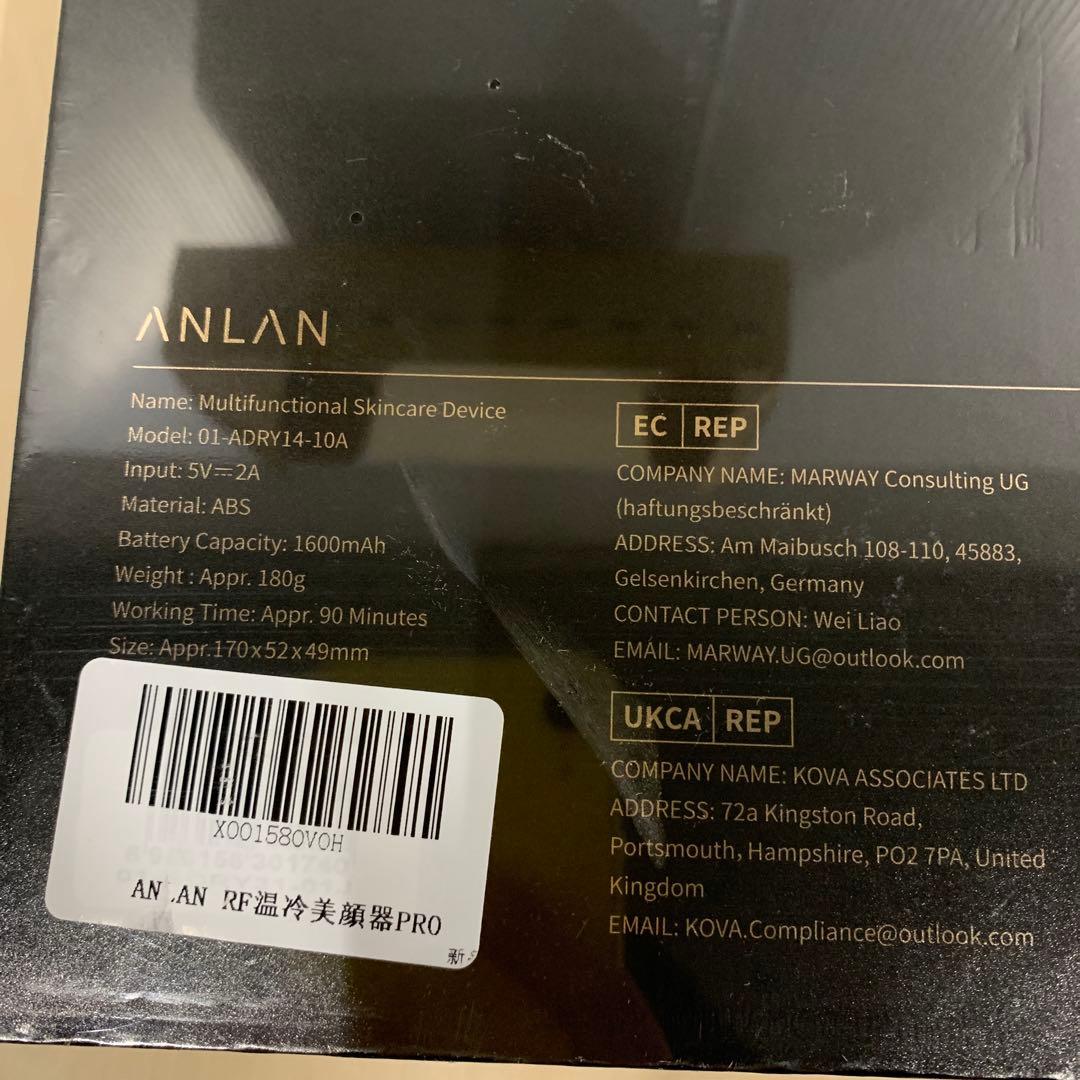 ANLAN
Name: Multifunctional Skincare Device
Model: 01-ADRY14-10A
Input: 5V⎓2A
Material: ABS
Battery Capacity: 1600mAh
Weight : Appr. 180g
Working Time: Appr. 90 Minutes
Size: Appr.170x52x49mm
X001580V0H
ANLAN RF温冷美顔器PRO
新
EC REP
COMPANY NAME: MARWAY Consulting UG
(haftungsbeschränkt)
ADDRESS: Am Maibusch 108-110, 45883,
Gelsenkirchen, Germany
CONTACT PERSON: Wei Liao
EMAIL: MARWAY.UG@outlook.com
UKCA REP
COMPANY NAME: KOVA ASSOCIATES LTD
ADDRESS: 72a Kingston Road,
Portsmouth, Hampshire, PO2 7PA, United
Kingdom
EMAIL: KOVA.Compliance@outlook.com